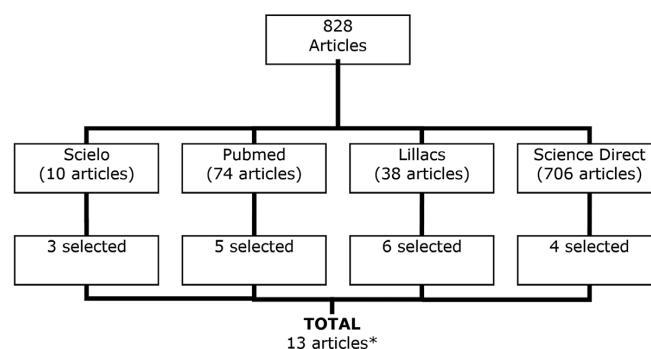 828
Articles
Scielo
(10 articles)
Pubmed
(74 articles)
Lillacs
(38 articles)
Science Direct
(706 articles)
3 selected
5 selected
6 selected
4 selected
TOTAL
13 articles*